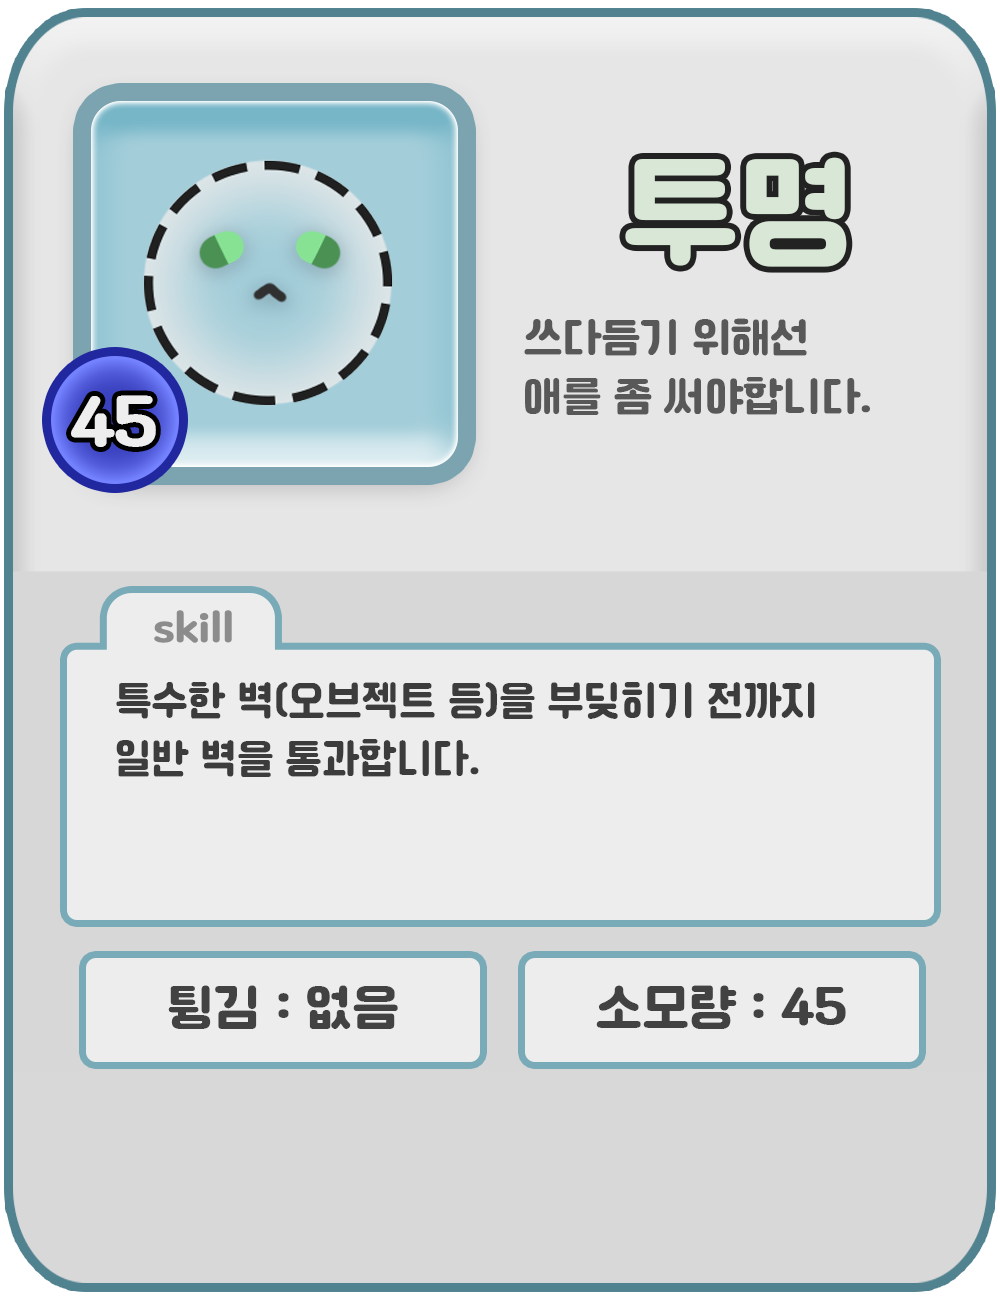 투명
쓰다듬기 위해선
애를 좀 써야합니다.
45
skill
특수한 벽(오브젝트 등)을 부딪히기 전까지
일반 벽을 통과합니다.
튕김 : 없음
소모량 : 45